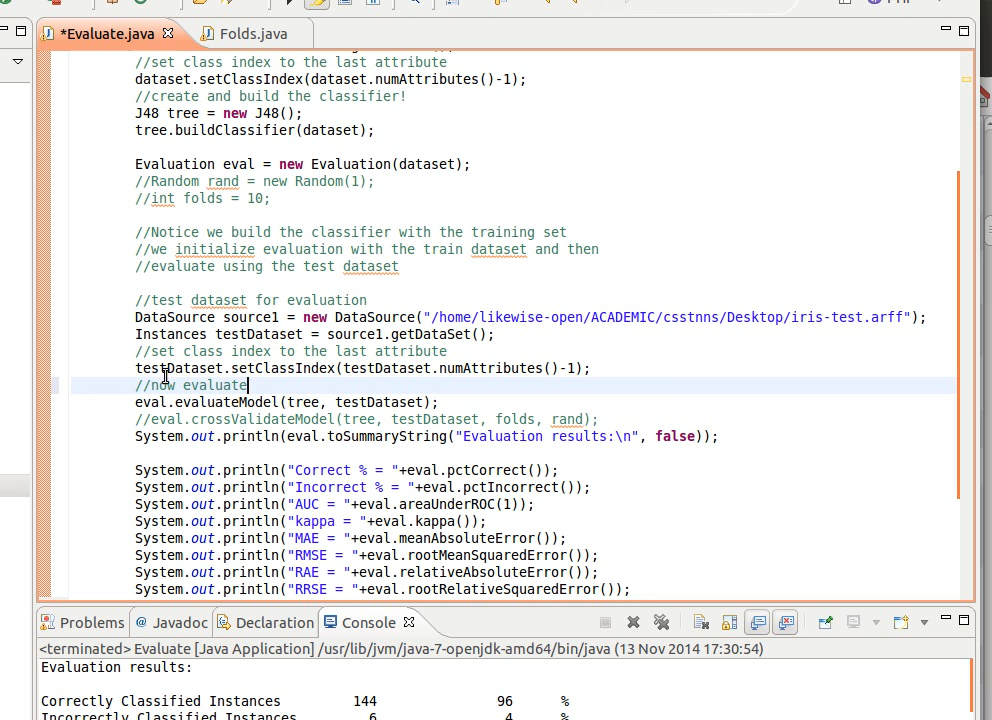 *Evaluate.java
Folds.java
//set class index to the last attribute
dataset.setClassIndex(dataset.numAttributes()-1);
//create and build the classifier!
J48 tree = new J48();
tree.buildClassifier(dataset);
Evaluation eval = new Evaluation(dataset);
//Random rand = new Random(1);
//int folds = 10;
//Notice we build the classifier with the training set
//we initialize evaluation with the train dataset and then
//evaluate using the test dataset
//test dataset for evaluation
DataSource source1 = new DataSource("/home/likewise-open/ACADEMIC/csstnns/Desktop/iris-test.arff");
Instances testDataset = source1.getDataSet();
//set class index to the last attribute
testDataset.setClassIndex(testDataset.numAttributes()-1);
//now evaluate
eval.evaluateModel(tree, testDataset);
//eval.crossValidateModel(tree, testDataset, folds, rand);
System.out.println(eval.toSummaryString("Evaluation results:\n", false));
System.out.println("Correct % = "+eval.pctCorrect());
System.out.println("Incorrect % = "+eval.pctIncorrect());
System.out.println("AUC = "+eval.areaUnderROC(1));
System.out.println("kappa = "+eval.kappa());
System.out.println("MAE = "+eval.meanAbsoluteError());
System.out.println("RMSE = "+eval.rootMeanSquaredError());
System.out.println("RAE = "+eval.relativeAbsoluteError());
System.out.println("RRSE = "+eval.rootRelativeSquaredError());
Problems @ Javadoc Declaration Console
<terminated> Evaluate [Java Application] /usr/lib/jvm/java-7-openjdk-amd64/bin/java (13 Nov 2014 17:30:54)
Evaluation results:
Correctly Classified Instances 144 96 %
Incorrectly Classified Instances 6 4 %